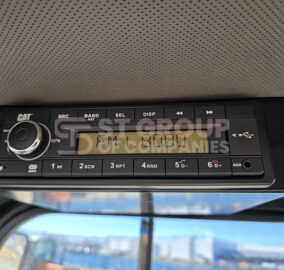 SRC BAND SEL DISP
AST
CAT
ST GROUP
OF COMPANIES
1 2 SCN 3 RPT 4 RND 5 6
AUX